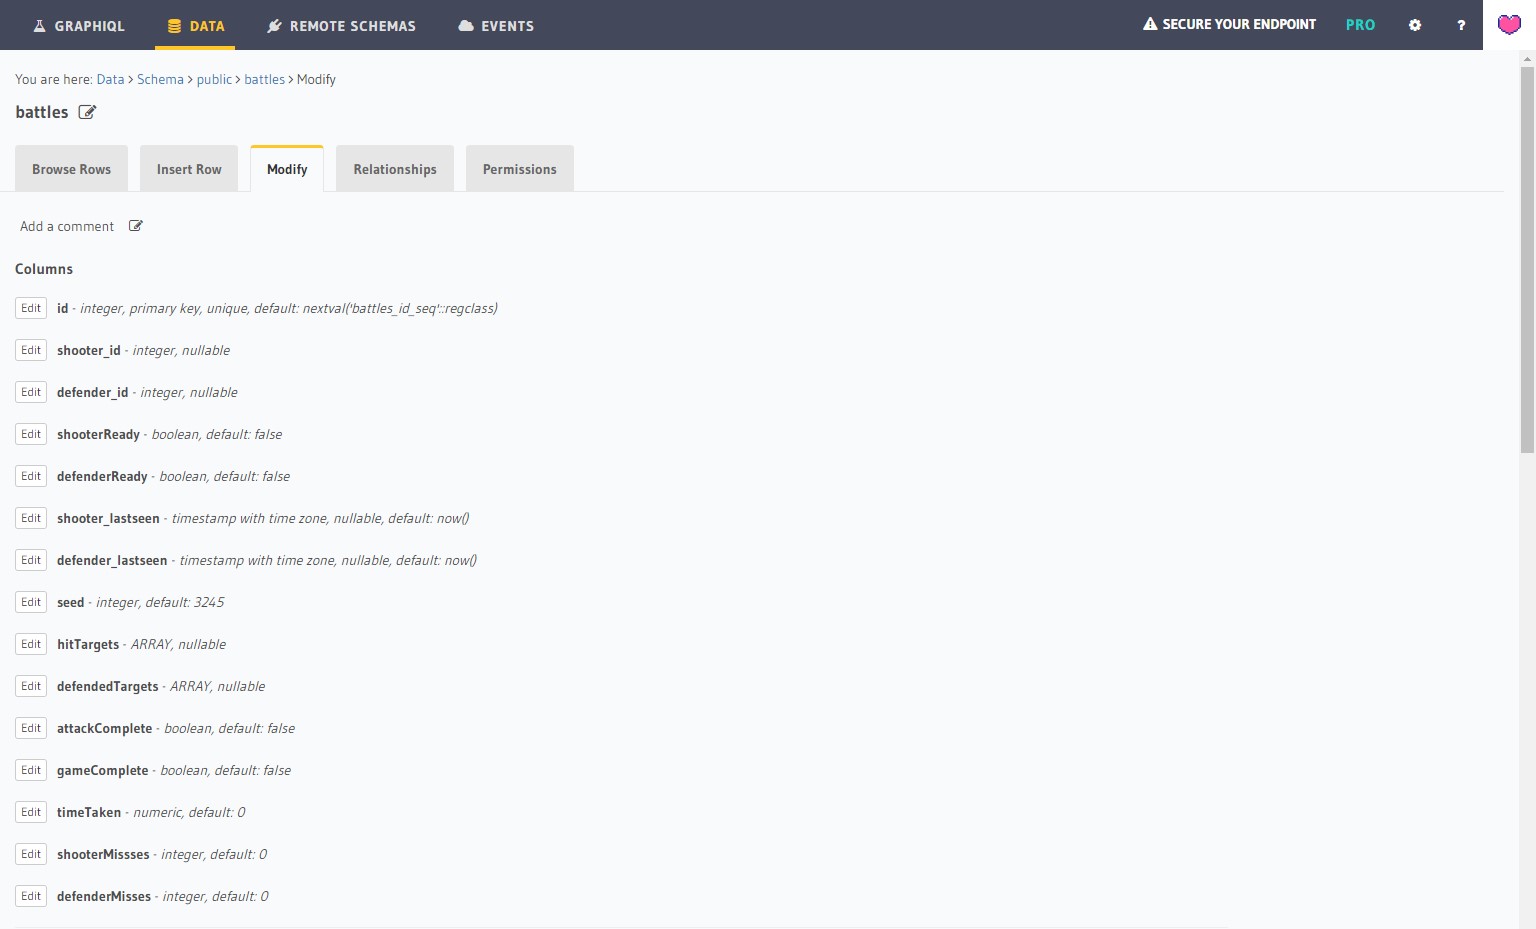 GRAPHIQL DATA REMOTE SCHEMAS EVENTS SECURE YOUR ENDPOINT PRO ?
You are here: Data > Schema > public > battles > Modify
battles
Browse Rows Insert Row Modify Relationships Permissions
Add a comment
Columns
Edit id - integer, primary key, unique, default: nextval('battles_id_seq'::regclass)
Edit shooter_id - integer, nullable
Edit defender_id - integer, nullable
Edit shooterReady - boolean, default: false
Edit defenderReady - boolean, default: false
Edit shooter_lastseen - timestamp with time zone, nullable, default: now()
Edit defender_lastseen - timestamp with time zone, nullable, default: now()
Edit seed - integer, default: 3245
Edit hitTargets - ARRAY, nullable
Edit defendedTargets - ARRAY, nullable
Edit attackComplete - boolean, default: false
Edit gameComplete - boolean, default: false
Edit timeTaken - numeric, default: 0
Edit shooterMissses - integer, default: 0
Edit defenderMisses - integer, default: 0